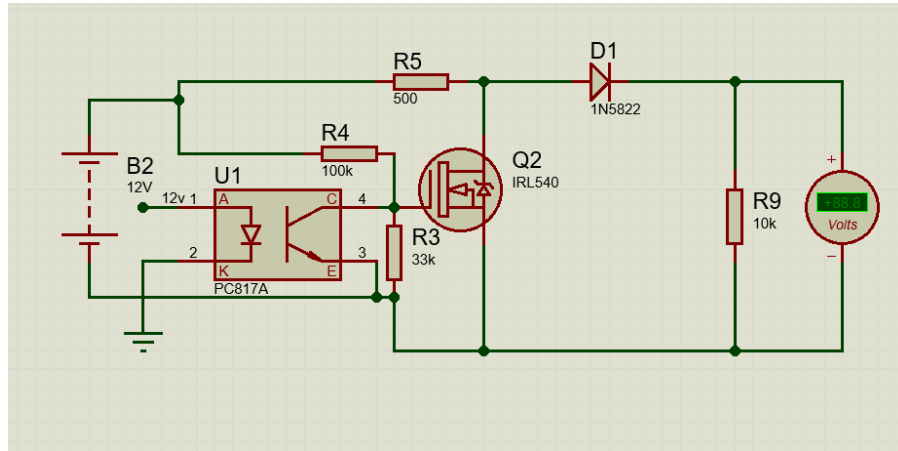 D1
1N5822
R5
500
R4
100k
B2
12V
12v
U1
1
A
C
4
2
K
E
3
PC817A
Q2
IRL540
R3
33k
R9
10k
+
+88.8
Volts
−